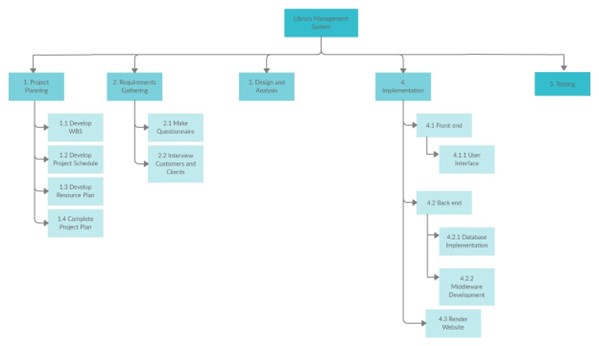 Library Management
System
1. Project
Planning
2. Requirements
Gathering
3. Design and
Analysis
4.
Implementation
5. Testing
1.1 Develop
WBS
1.2 Develop
Project Schedule
1.3 Develop
Resource Plan
1.4 Complete
Project Plan
2.1 Make
Questionnaire
2.2 Interview
Customers and
Clients
4.1 Front end
4.1.1 User
Interface
4.2 Back end
4.2.1 Database
Implementation
4.2.2
Middleware
Development
4.3 Render
Website